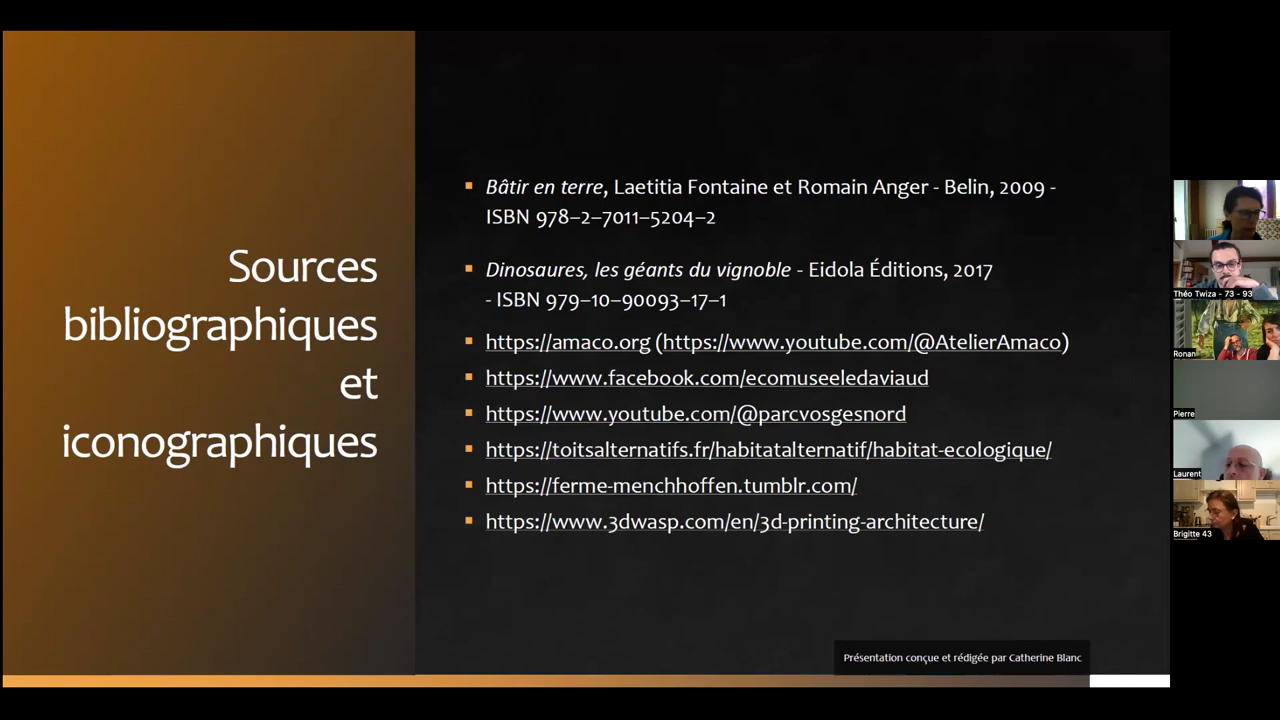 Sources
bibliographiques
et
iconographiques
▪ Bâtir en terre, Laetitia Fontaine et Romain Anger - Belin, 2009 -
ISBN 978–2–7011–5204–2
▪ Dinosaures, les géants du vignoble - Eidola Éditions, 2017
- ISBN 979–10–90093–17–1
▪ https://amaco.org (https://www.youtube.com/@AtelierAmaco)
▪ https://www.facebook.com/ecomuseeledaviaud
▪ https://www.youtube.com/@parcvosgesnord
▪ https://toitsalternatifs.fr/habitatalternatif/habitat-ecologique/
▪ https://ferme-menchhoffen.tumblr.com/
▪ https://www.3dwasp.com/en/3d-printing-architecture/
Présentation conçue et rédigée par Catherine Blanc
Théo Twiza - 73 - 93
Ronan
Pierre
Laurent
Brigitte 43